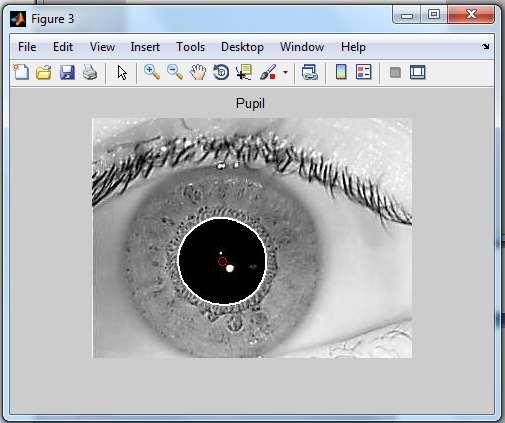 Figure 3
File Edit View Insert Tools Desktop Window Help
Pupil